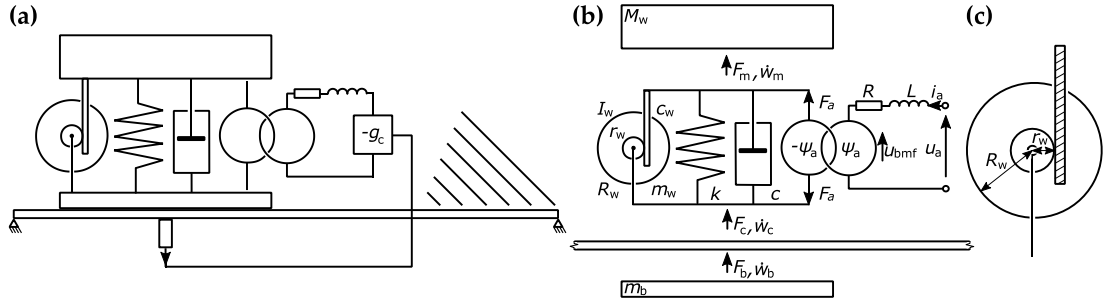 (a)
-g_c
(b)
M_w
F_m, ẇ_m
I_w
r_w
R_w
c_w
m_w
k
c
F_a
-ψ_a
ψ_a
F_a
R
L
i_a
u_bmf
u_a
F_c, ẇ_c
F_b, ẇ_b
m_b
(c)
r_w
R_w